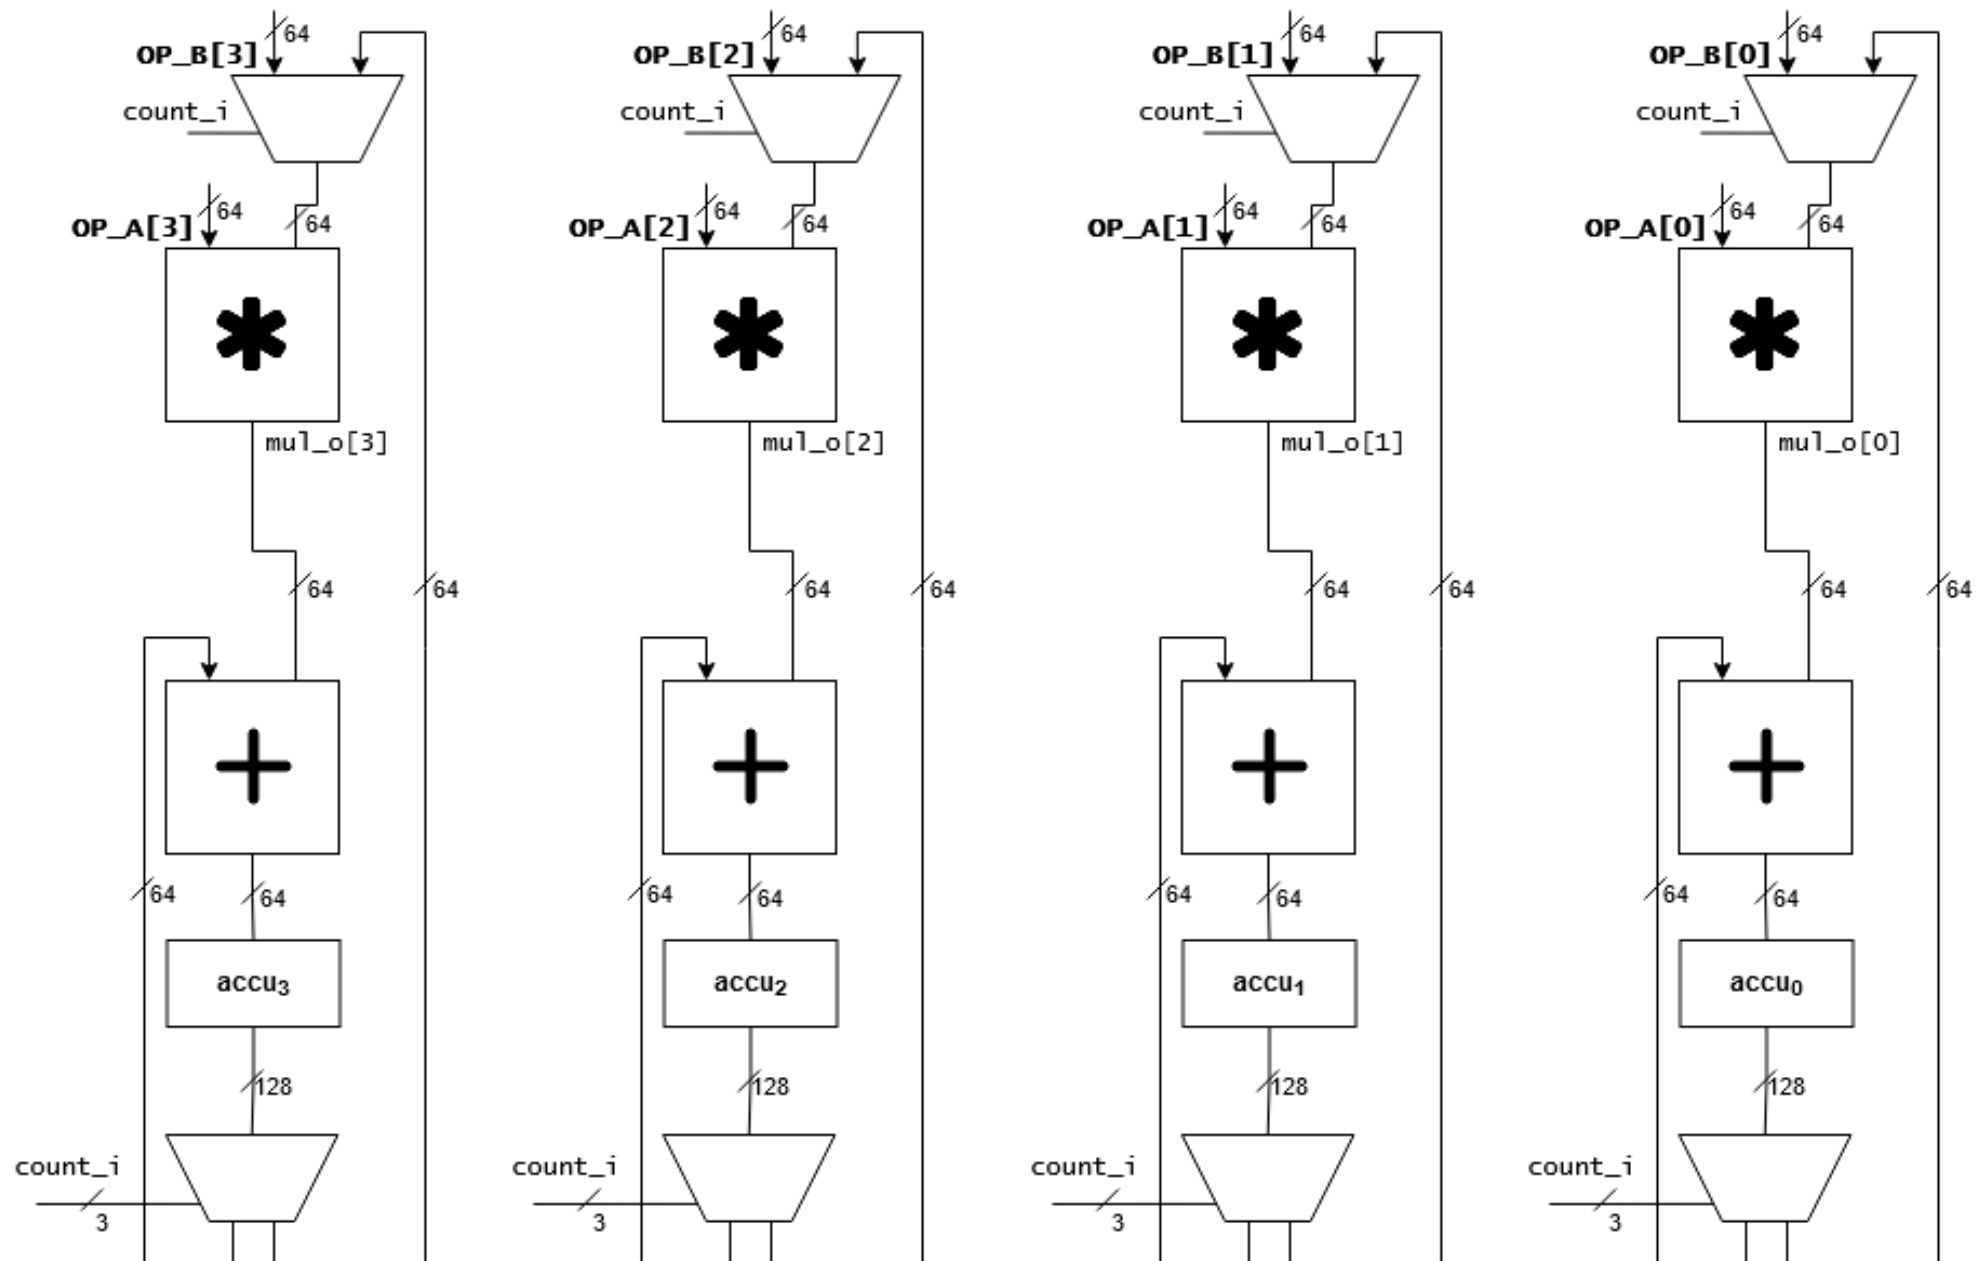 64 64 64 64
OP_B[3] OP_B[2] OP_B[1] OP_B[0]
count_i count_i count_i count_i
64 64 64 64 64 64 64 64
OP_A[3] OP_A[2] OP_A[1] OP_A[0]
mul_o[3] mul_o[2] mul_o[1] mul_o[0]
64 64 64 64 64 64 64 64
64 64 64 64 64 64 64 64
accu3 accu2 accu1 accu0
128 128 128 128
count_i count_i count_i count_i
3 3 3 3